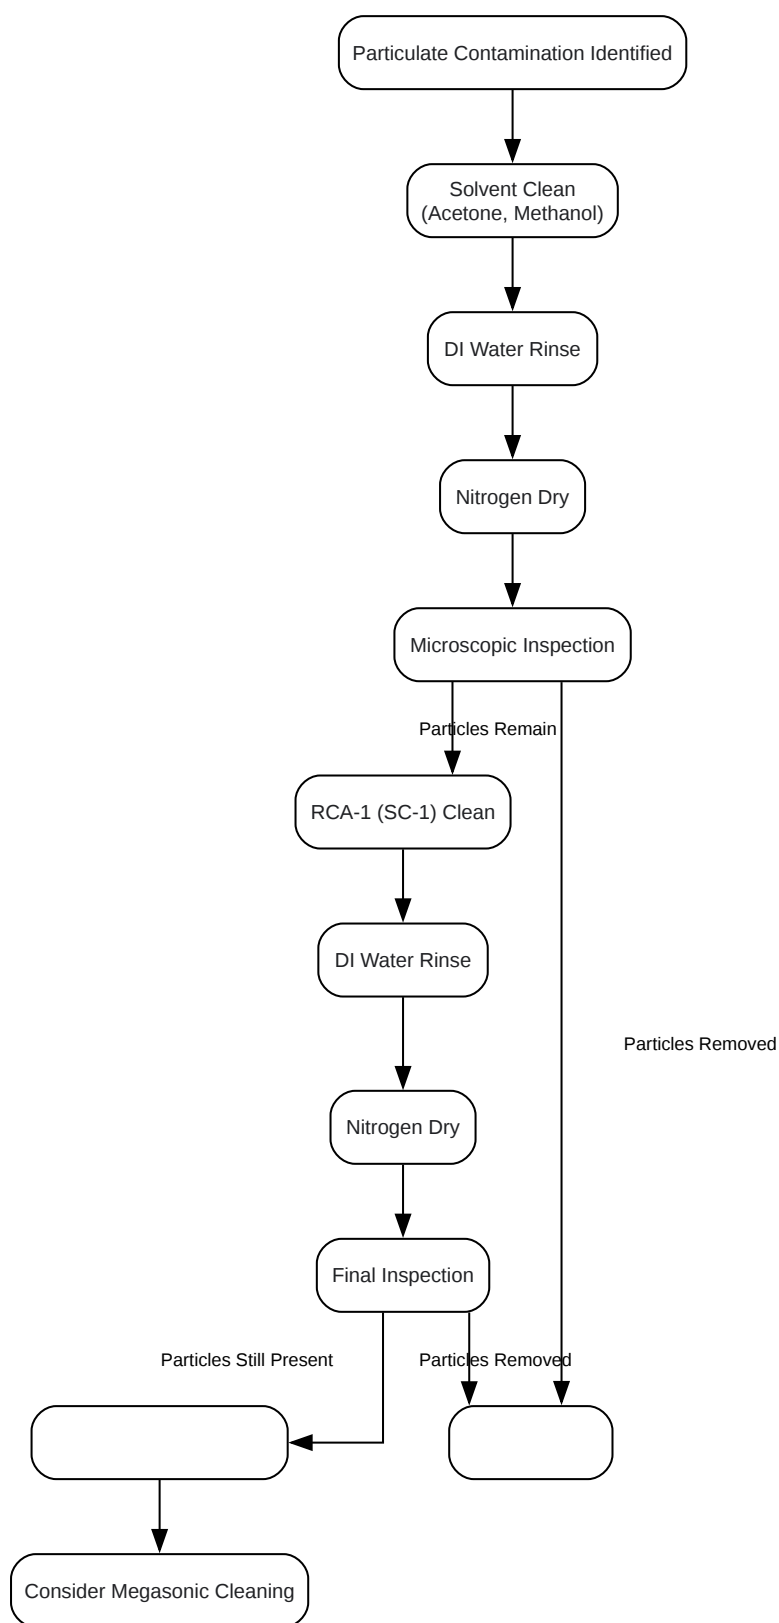 Particulate Contamination Identified
Solvent Clean
(Acetone, Methanol)
DI Water Rinse
Nitrogen Dry
Microscopic Inspection
Particles Remain
RCA-1 (SC-1) Clean
DI Water Rinse
Particles Removed
Nitrogen Dry
Final Inspection
Particles Still Present
Particles Removed
Consider Megasonic Cleaning